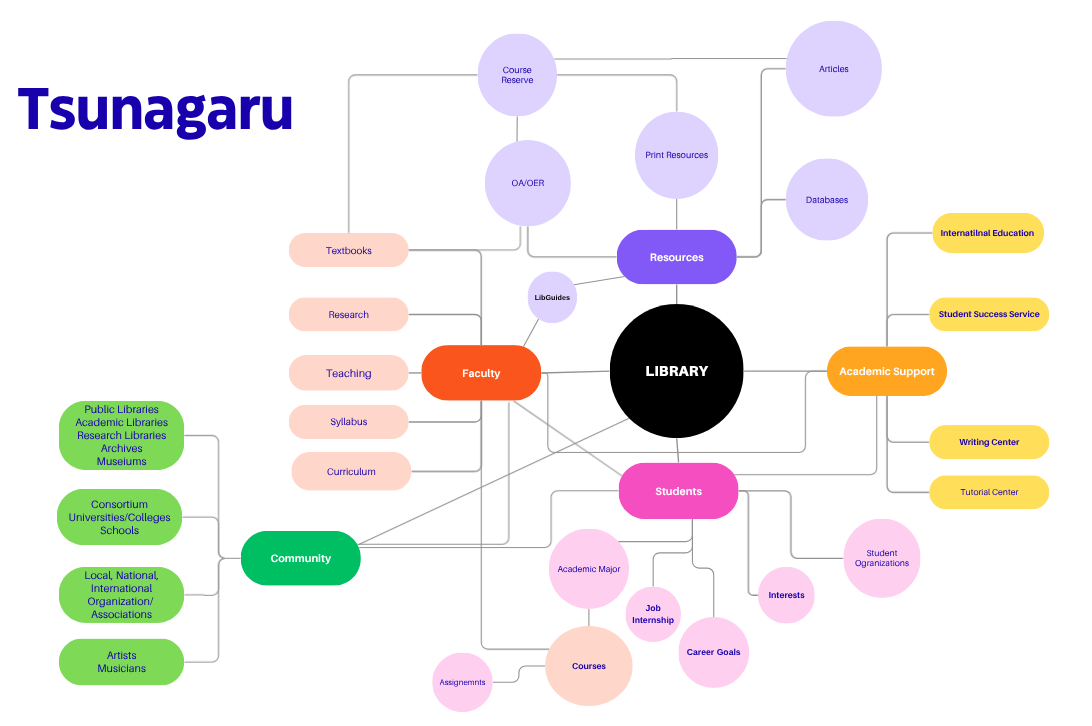 Tsunagaru
Course
Reserve
Articles
Print Resources
OA/OER
Databases
Textbooks
Resources
Internatilnal Education
LibGuides
Research
Student Success Service
LIBRARY
Faculty
Teaching
Academic Support
Syllabus
Public Libraries
Academic Libraries
Research Libraries
Archives
Museiums
Writing Center
Curriculum
Students
Tutorial Center
Consortium
Universities/Colleges
Schools
Community
Student
Ogranizations
Academic Major
Local, National,
International
Organization/
Associations
Interests
Job
Internship
Career Goals
Artists
Musicians
Courses
Assignemnts